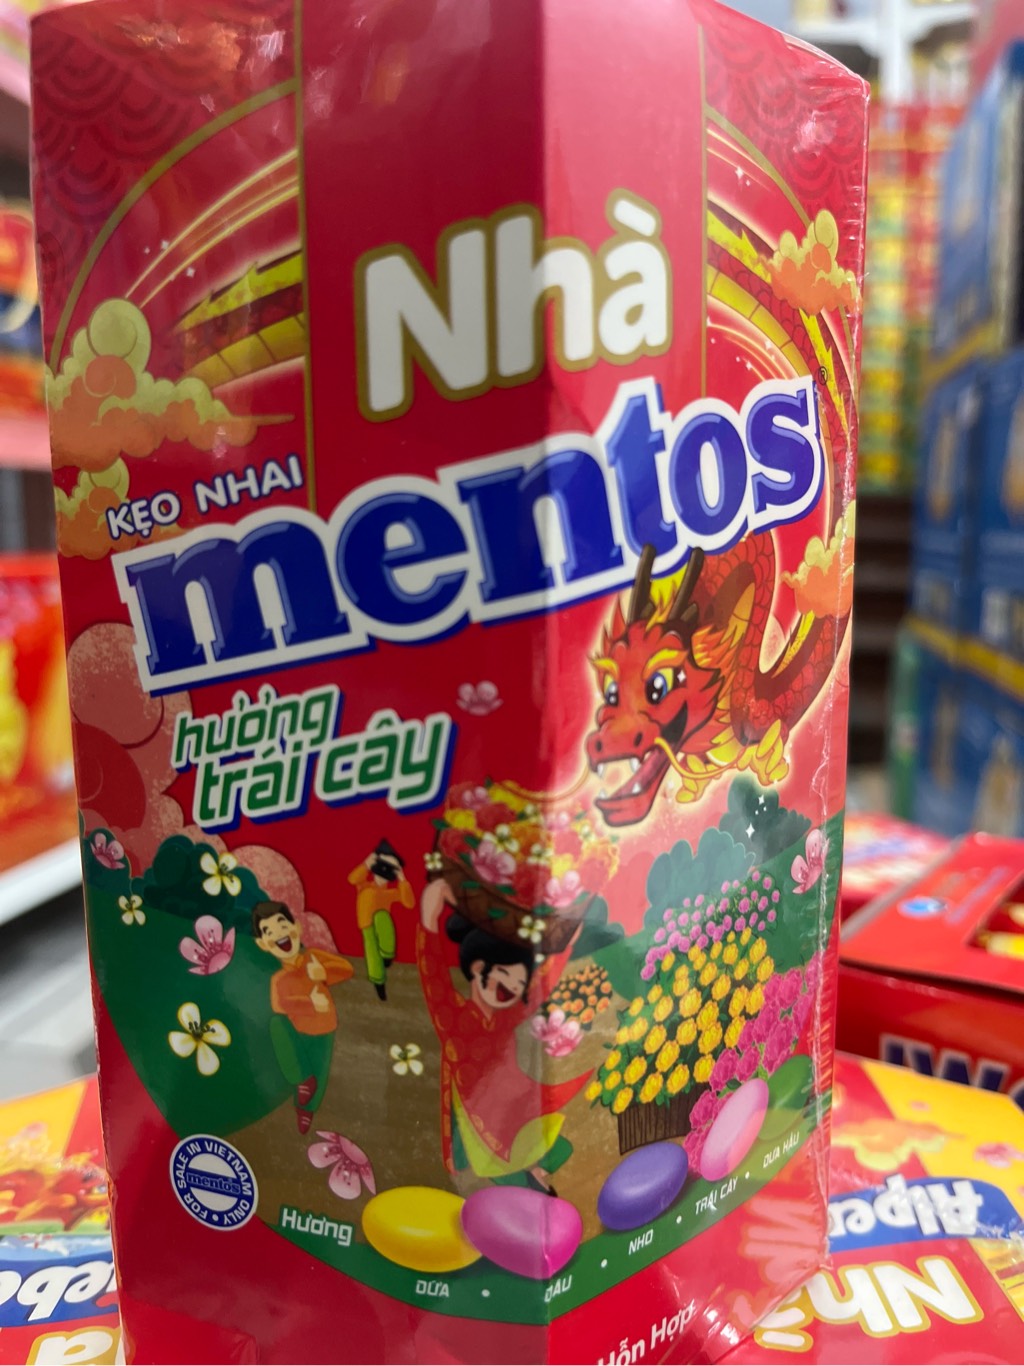 Nhà
KẸO NHAI
mentos®
hương
trái cây
FOR SALE IN VIETNAM ONLY
mentos
Hương
DỨA • DÂU • NHO • TRÁI CÂY • DƯA HẤU
Hỗn Hợp
Nhà